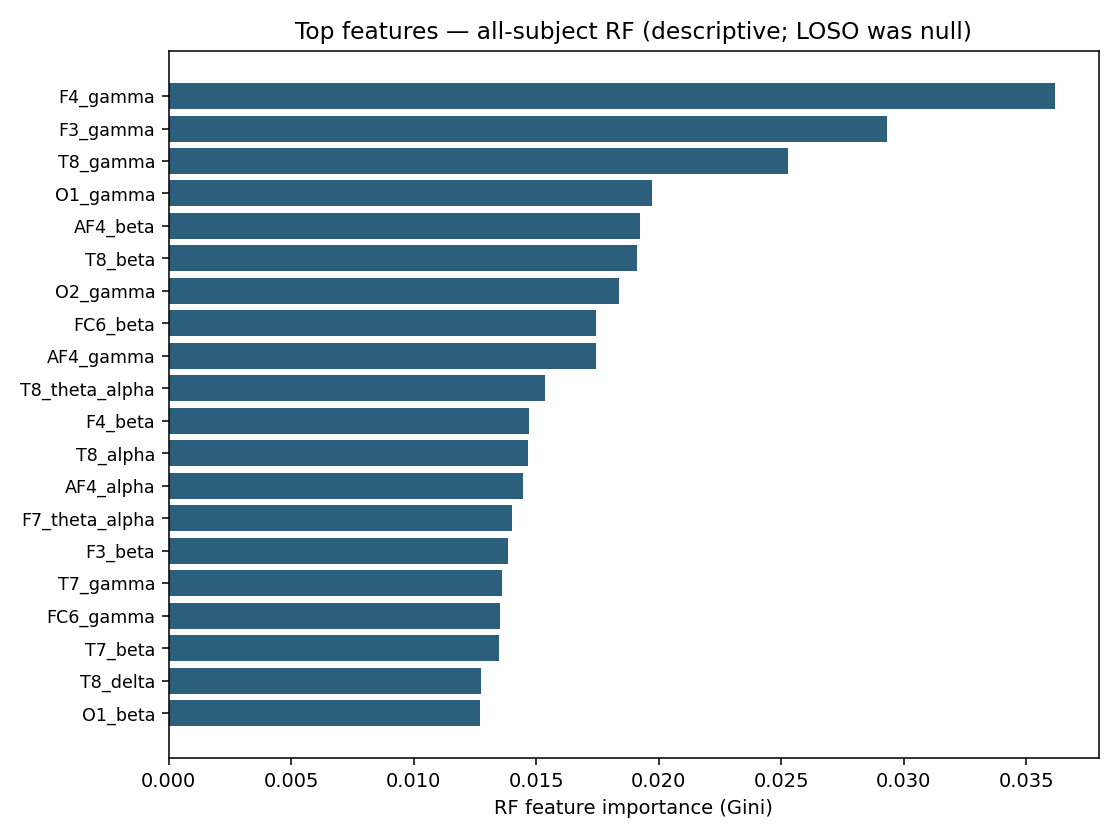 Top features — all-subject RF (descriptive; LOSO was null)
F4_gamma
F3_gamma
T8_gamma
O1_gamma
AF4_beta
T8_beta
O2_gamma
FC6_beta
AF4_gamma
T8_theta_alpha
F4_beta
T8_alpha
AF4_alpha
F7_theta_alpha
F3_beta
T7_gamma
FC6_gamma
T7_beta
T8_delta
O1_beta
0.000 0.005 0.010 0.015 0.020 0.025 0.030 0.035
RF feature importance (Gini)